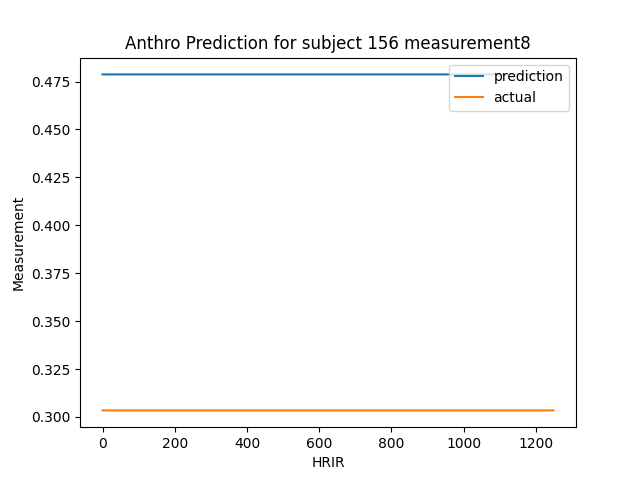 Anthro Prediction for subject 156 measurement8
prediction
actual
0.475
0.450
0.425
0.400
0.375
0.350
0.325
0.300
Measurement
0 200 400 600 800 1000 1200
HRIR